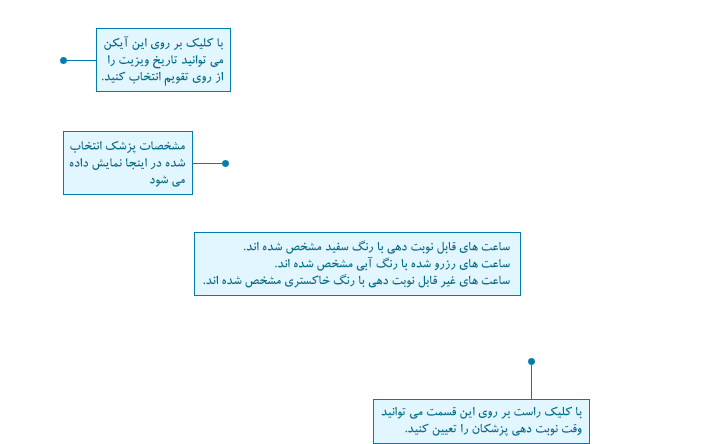 با کلیک بر روی این آیکن
می توانید تاریخ ویزیت را
از روی تقویم انتخاب کنید.
مشخصات پزشک انتخاب
شده در اینجا نمایش داده
می شود
ساعت های قابل نوبت دهی با رنگ سفید مشخص شده اند.
ساعت های رزرو شده با رنگ آبی مشخص شده اند.
ساعت های غیر قابل نوبت دهی با رنگ خاکستری مشخص شده اند.
با کلیک راست بر روی این قسمت می توانید
وقت نوبت دهی پزشکان را تعیین کنید.